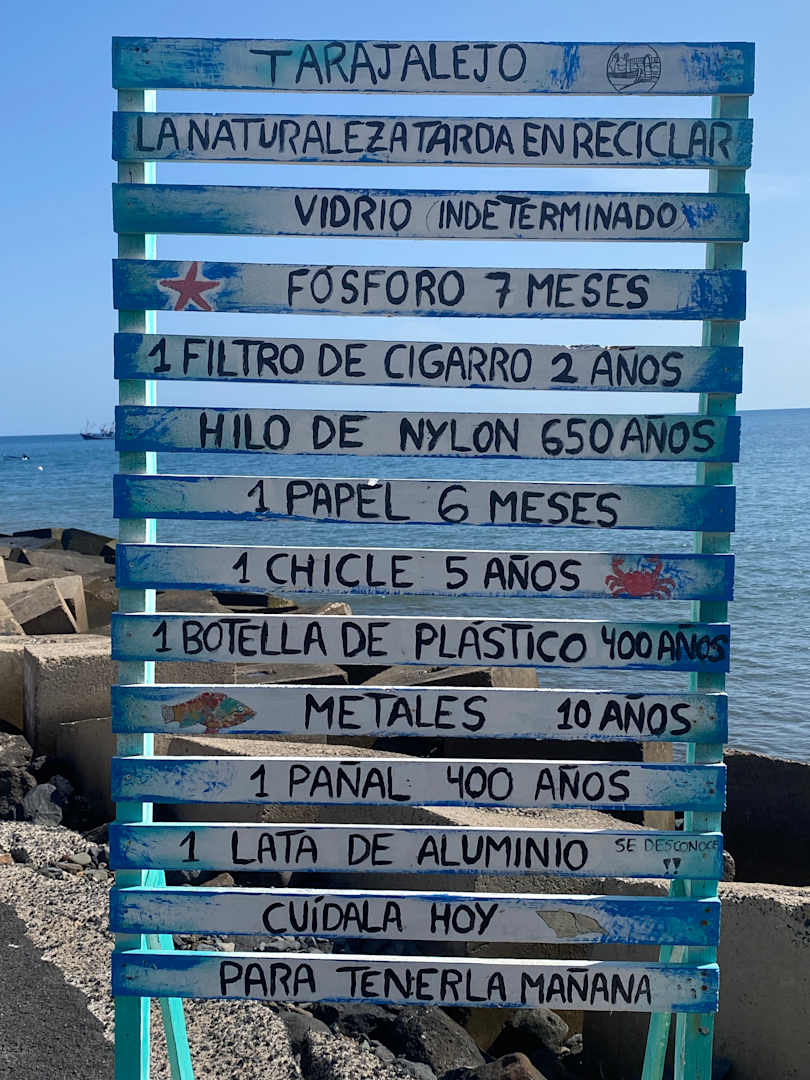 TARAJALEJO
LA NATURALEZA TARDA EN RECICLAR
VIDRIO INDETERMINADO
FÓSFORO 7 MESES
1 FILTRO DE CIGARRO 2 AÑOS
HILO DE NYLON 650 AÑOS
1 PAPEL 6 MESES
1 CHICLE 5 AÑOS
1 BOTELLA DE PLÁSTICO 400 AÑOS
METALES 10 AÑOS
1 PAÑAL 400 AÑOS
1 LATA DE ALUMINIO SE DESCONOCE !!
CUÍDALA HOY
PARA TENERLA MAÑANA